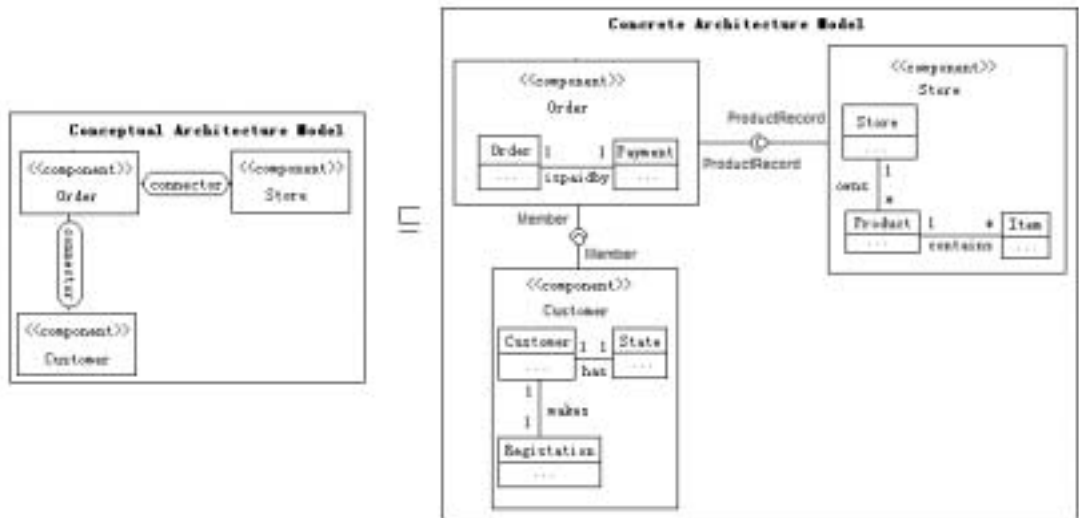 Conceptual Architecture Model
<<component>>
Order
connector
<<component>>
Store
connector
<<component>>
Customer
⊑
Concrete Architecture Model
<<component>>
Order
Order
...
1 1
ispaidby
Payment
...
ProductRecord
ProductRecord
<<component>>
Store
Store
...
1
owns
*
Product
...
1 *
contains
Item
...
Member
Member
<<component>>
Customer
Customer
...
1 1
has
State
...
1
makes
1
Registation
...